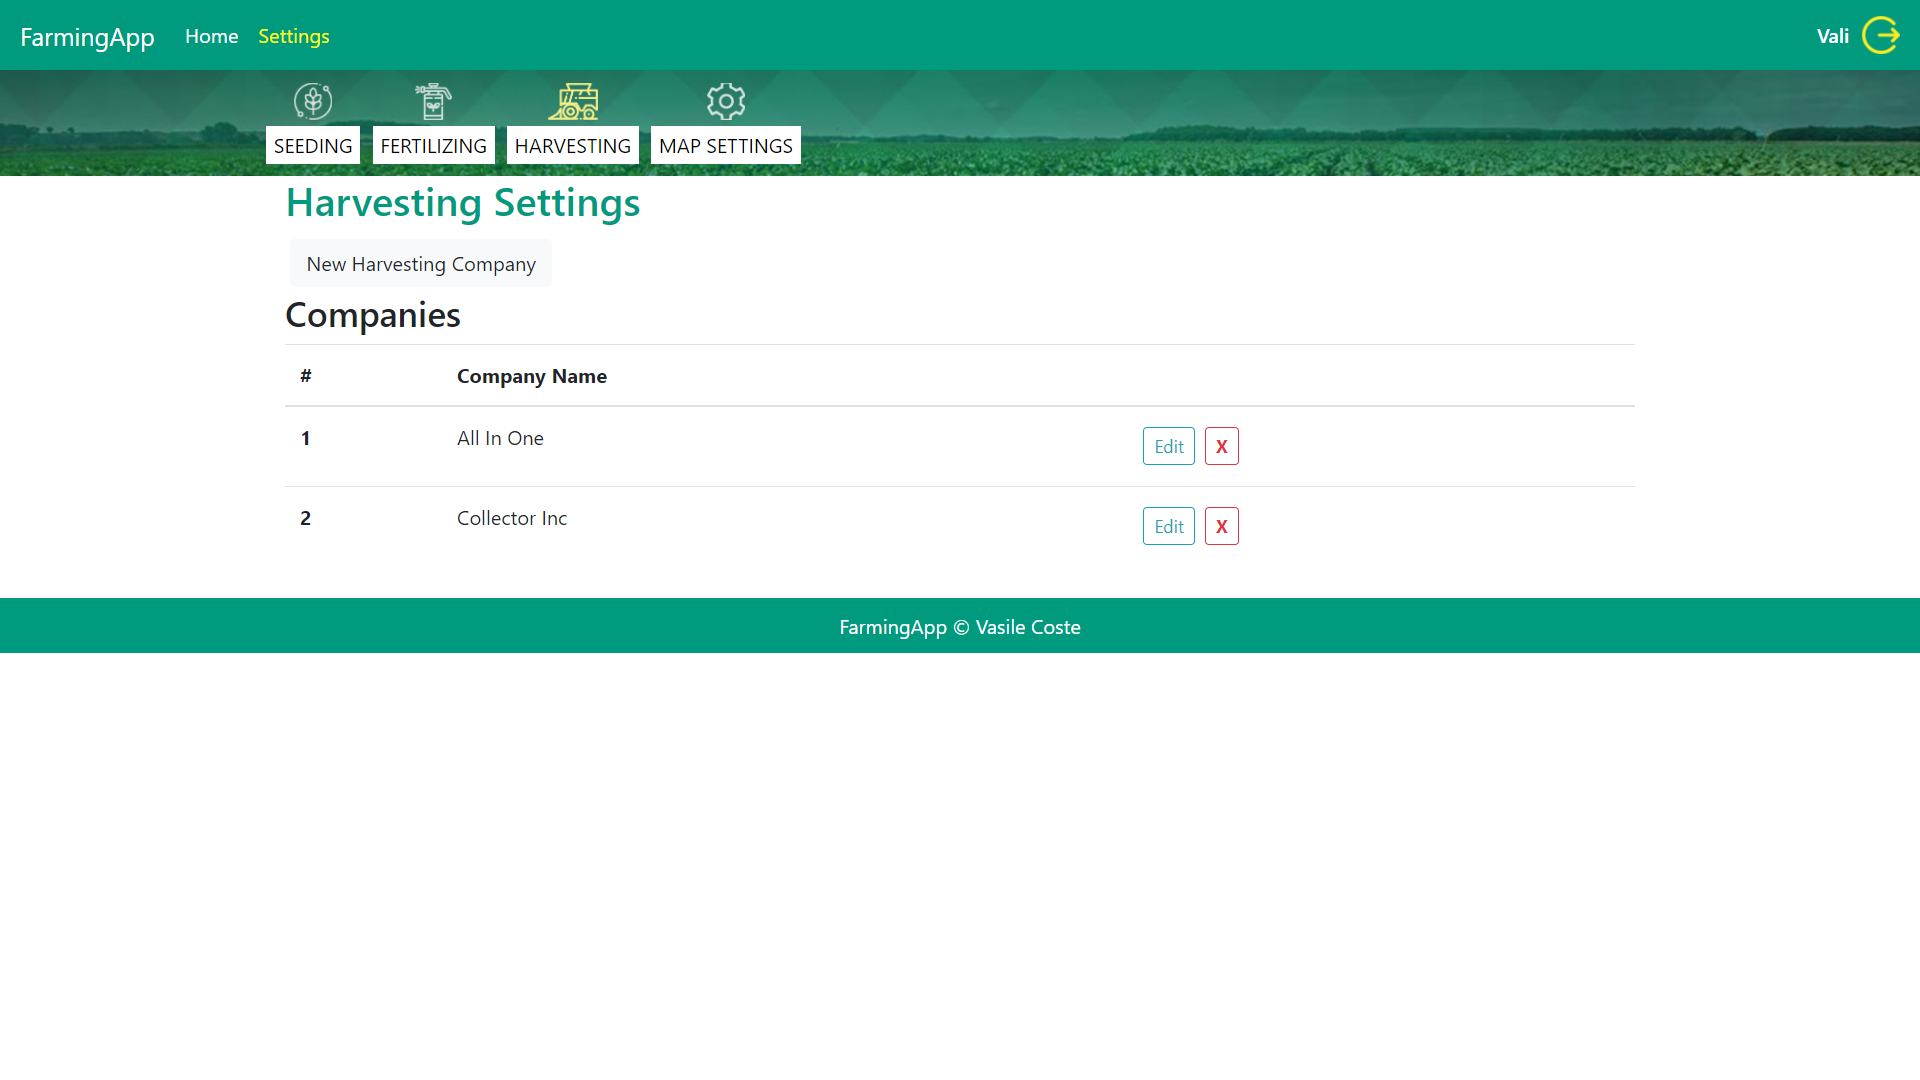 FarmingApp Home Settings Vali
SEEDING FERTILIZING HARVESTING MAP SETTINGS
Harvesting Settings
New Harvesting Company
Companies
# Company Name
1 All In One Edit X
2 Collector Inc Edit X
FarmingApp © Vasile Coste